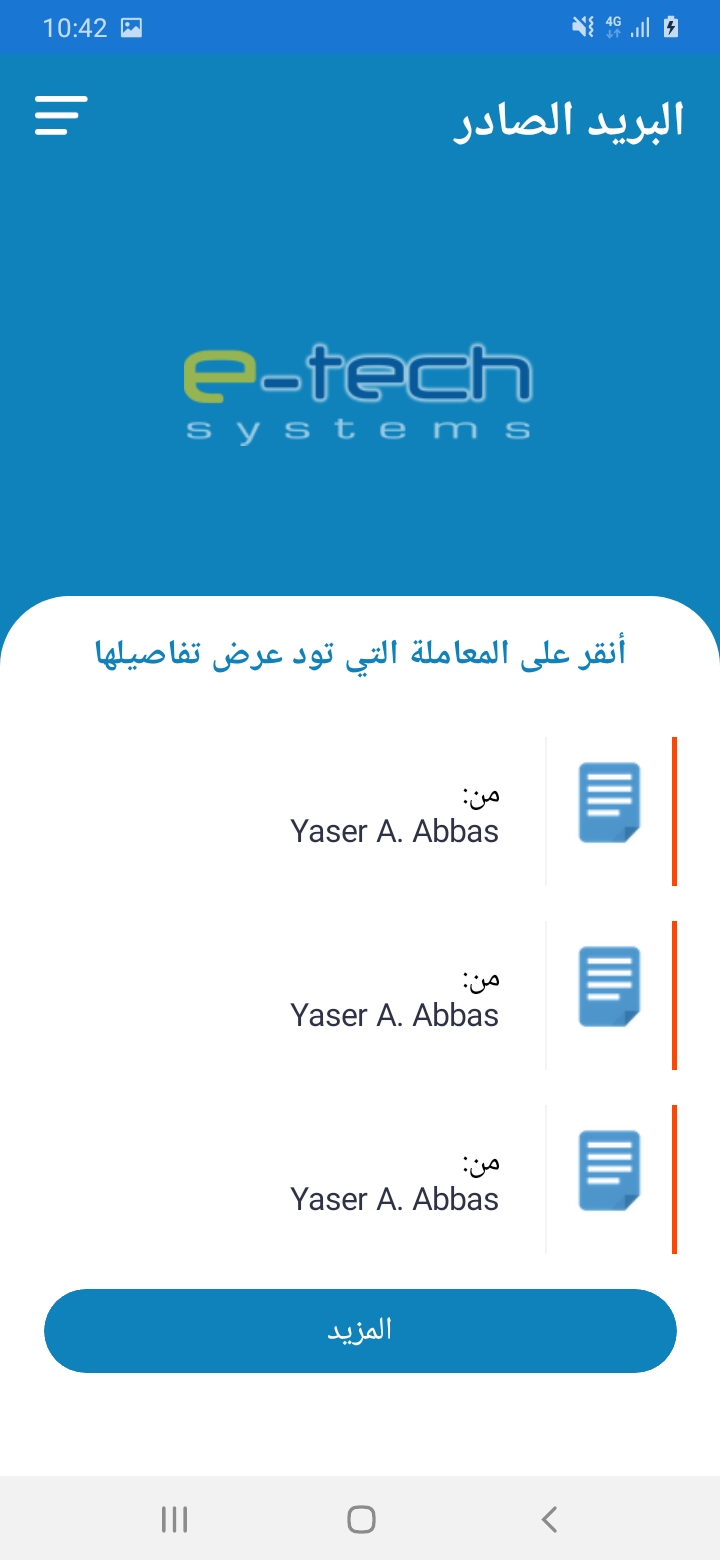 10:42
4G
البريد الصادر
e-tech
systems
أنقر على المعاملة التي تود عرض تفاصيلها
من:
Yaser A. Abbas
من:
Yaser A. Abbas
من:
Yaser A. Abbas
المزيد